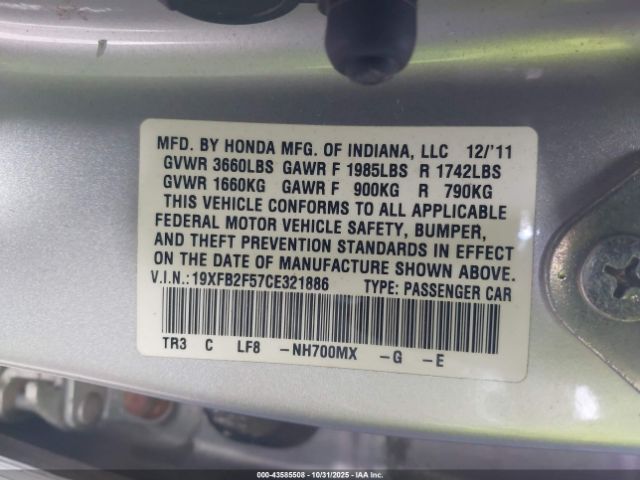 MFD. BY HONDA MFG. OF INDIANA, LLC 12/'11
GVWR 3660LBS GAWR F 1985LBS R 1742LBS
GVWR 1660KG GAWR F 900KG R 790KG
THIS VEHICLE CONFORMS TO ALL APPLICABLE
FEDERAL MOTOR VEHICLE SAFETY, BUMPER,
AND THEFT PREVENTION STANDARDS IN EFFECT
ON THE DATE OF MANUFACTURE SHOWN ABOVE.
V.I.N.: 19XFB2F57CE321886 TYPE: PASSENGER CAR
TR3 C LF8 -NH700MX -G -E
000-43585508 • 10/31/2025 • IAAI.COM